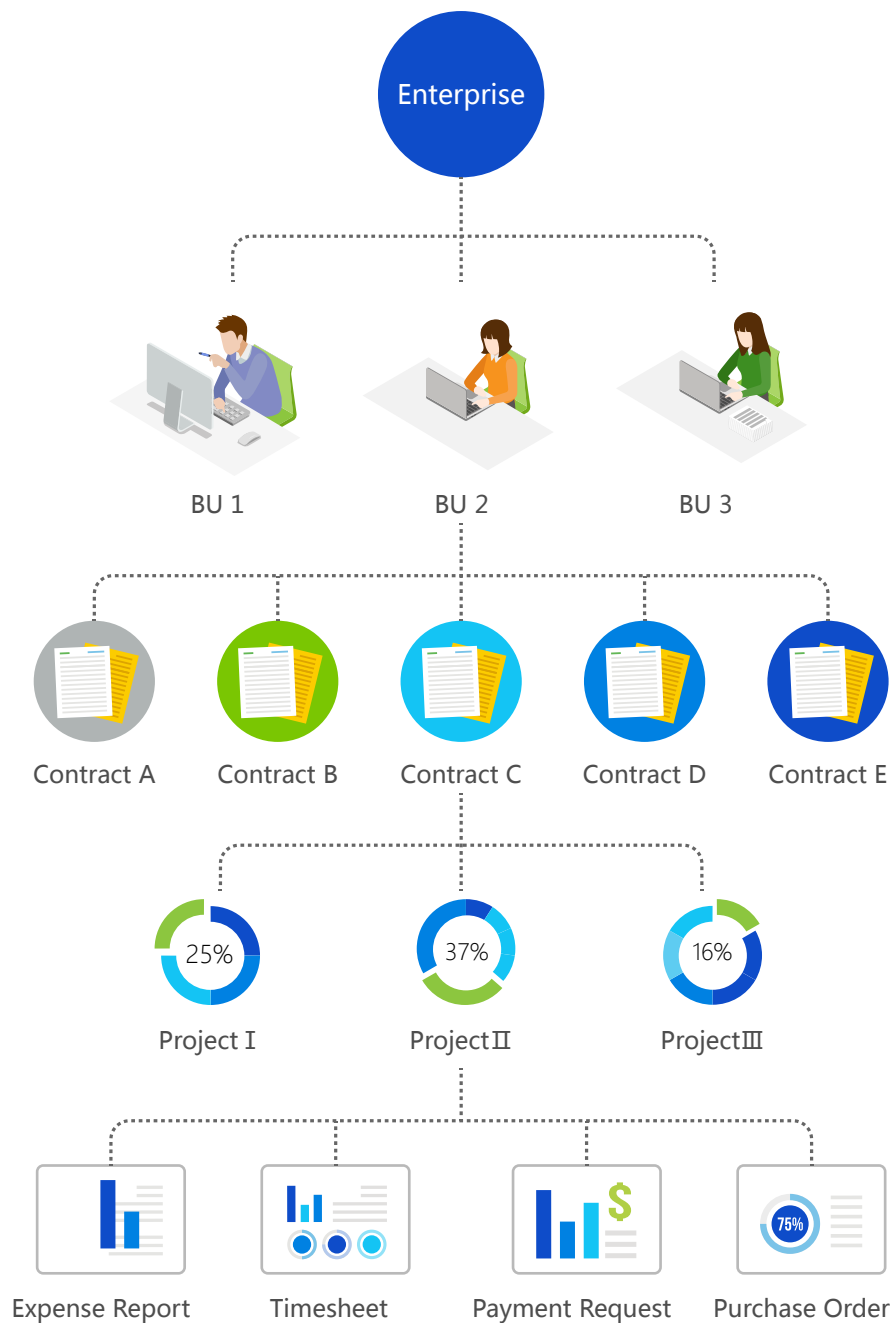 Enterprise
BU 1
BU 2
BU 3
Contract A
Contract B
Contract C
Contract D
Contract E
25%
37%
16%
Project I
ProjectⅡ
ProjectⅢ
$
75%
Expense Report
Timesheet
Payment Request
Purchase Order